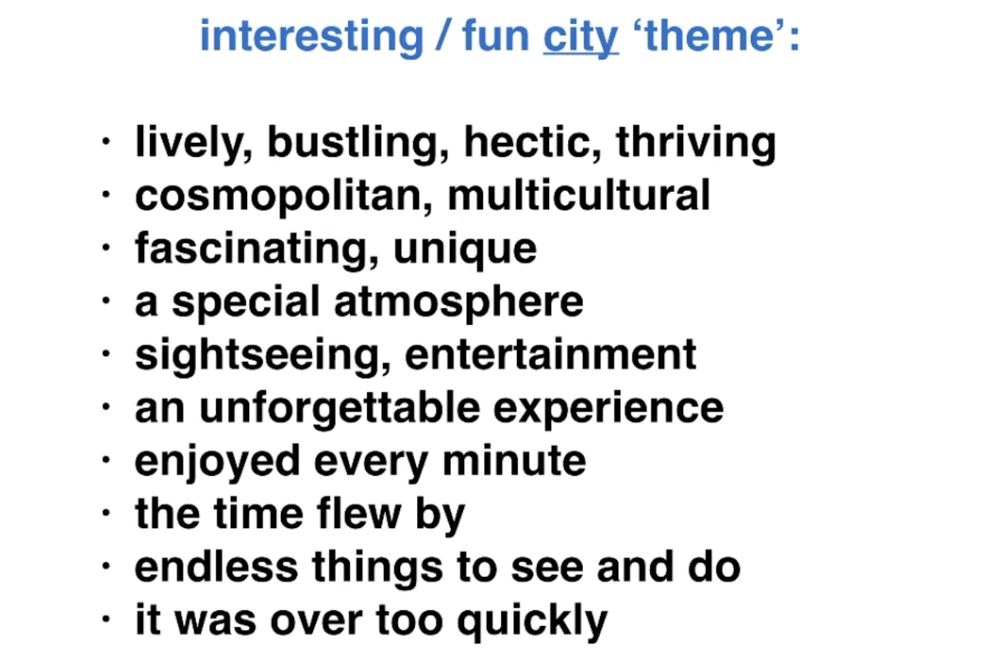 interesting / fun city ‘theme’:
· lively, bustling, hectic, thriving
· cosmopolitan, multicultural
· fascinating, unique
· a special atmosphere
· sightseeing, entertainment
· an unforgettable experience
· enjoyed every minute
· the time flew by
· endless things to see and do
· it was over too quickly